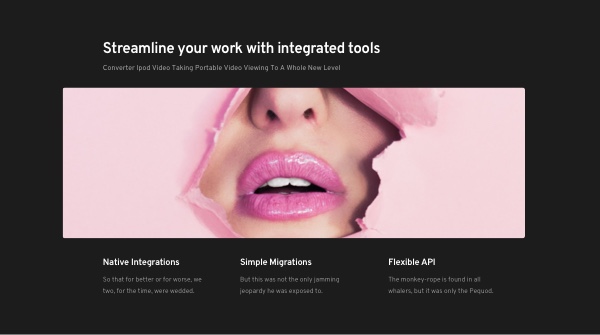 Streamline your work with integrated tools
Converter Ipod Video Taking Portable Video Viewing To A Whole New Level
Native Integrations
So that for better or for worse, we
two, for the time, were wedded.
Simple Migrations
But this was not the only jamming
jeopardy he was exposed to.
Flexible API
The monkey-rope is found in all
whalers, but it was only the Pequod.